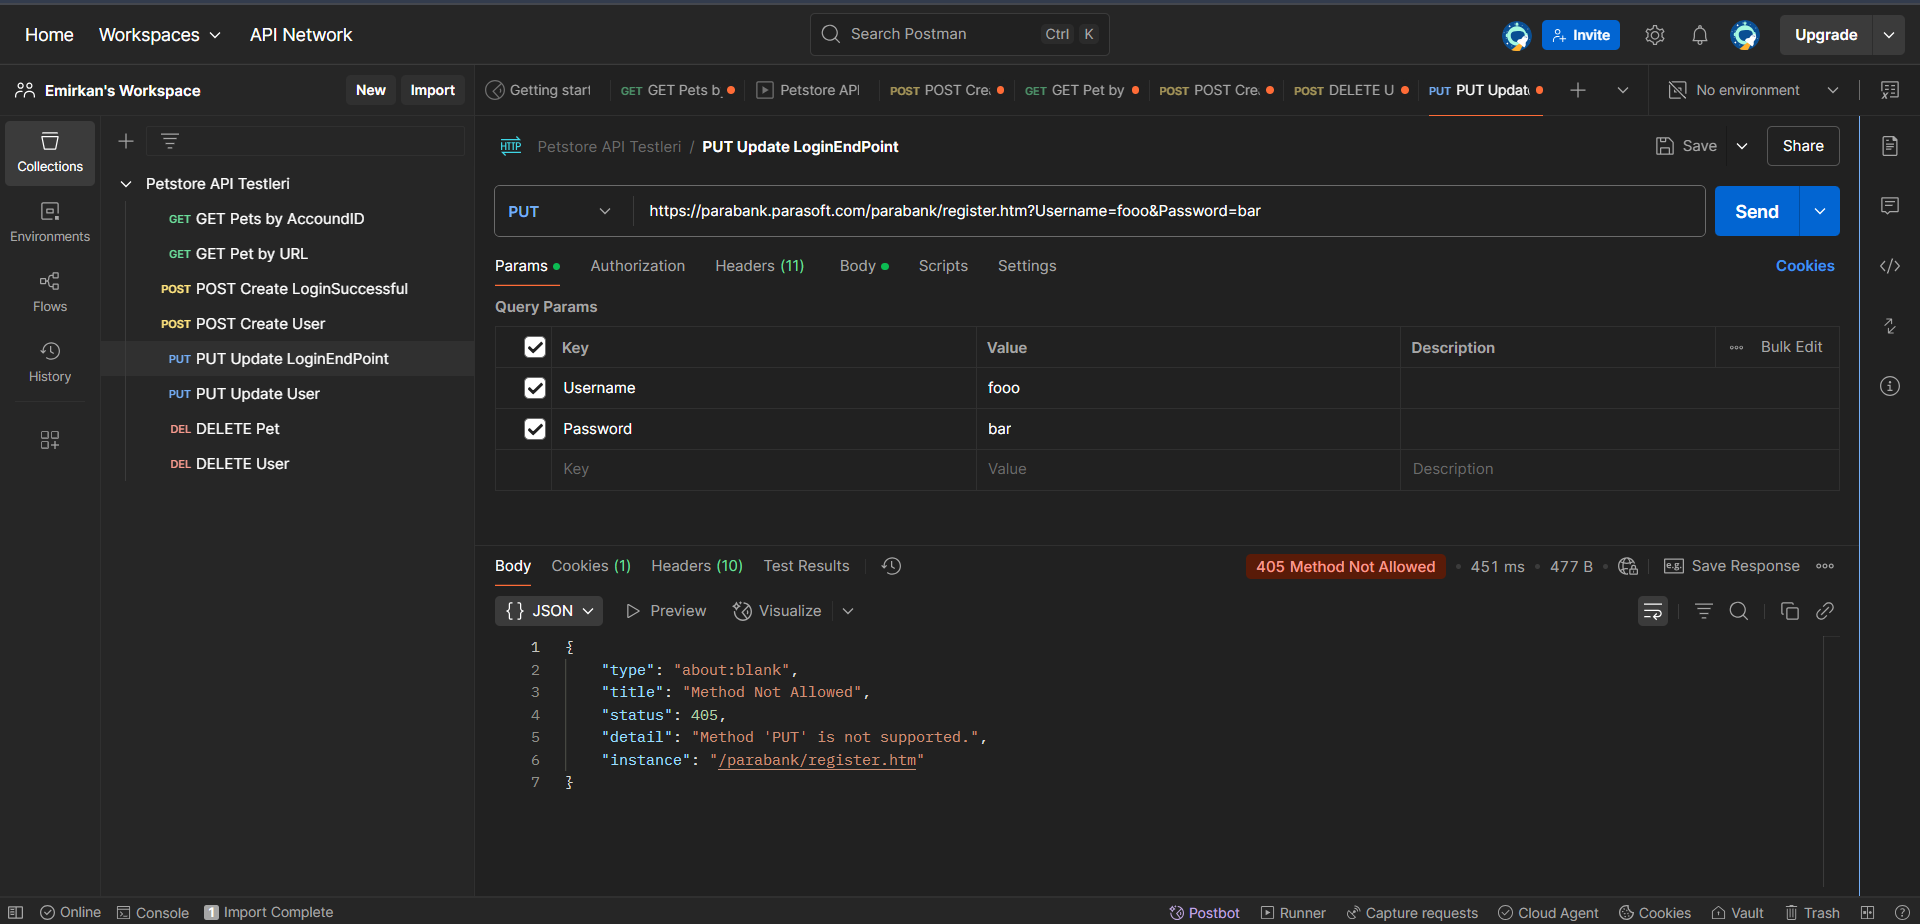 Home Workspaces API Network Search Postman Ctrl K Invite Upgrade
Emirkan's Workspace New Import
Getting start GET GET Pets b Petstore API POST POST Cre GET GET Pet by POST POST Cre DELETE DELETE U PUT PUT Updat No environment
Collections
Environments
Flows
History
Petstore API Testleri
GET GET Pets by AccoundID
GET GET Pet by URL
POST POST Create LoginSuccessful
POST POST Create User
PUT PUT Update LoginEndPoint
PUT PUT Update User
DEL DELETE Pet
DEL DELETE User
HTTP Petstore API Testleri / PUT Update LoginEndPoint Save Share
PUT https://parabank.parasoft.com/parabank/register.htm?Username=fooo&Password=bar Send
Params Authorization Headers (11) Body Scripts Settings Cookies
Query Params
Key Value Description Bulk Edit
Username fooo
Password bar
Key Value Description
Body Cookies (1) Headers (10) Test Results 405 Method Not Allowed 451 ms 477 B e.g. Save Response
{} JSON Preview Visualize
1 {
2 "type": "about:blank",
3 "title": "Method Not Allowed",
4 "status": 405,
5 "detail": "Method 'PUT' is not supported.",
6 "instance": "/parabank/register.htm"
7 }
Online Console 1 Import Complete Postbot Runner Capture requests Cloud Agent Cookies Vault Trash